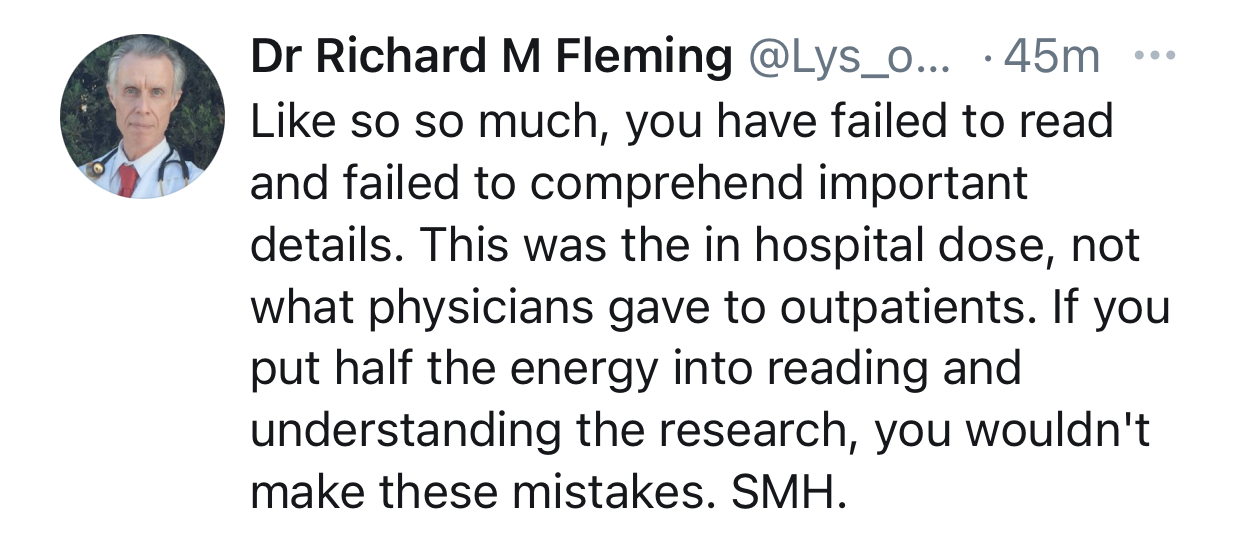 Dr Richard M Fleming @Lys_o... · 45m ...
Like so so much, you have failed to read
and failed to comprehend important
details. This was the in hospital dose, not
what physicians gave to outpatients. If you
put half the energy into reading and
understanding the research, you wouldn't
make these mistakes. SMH.